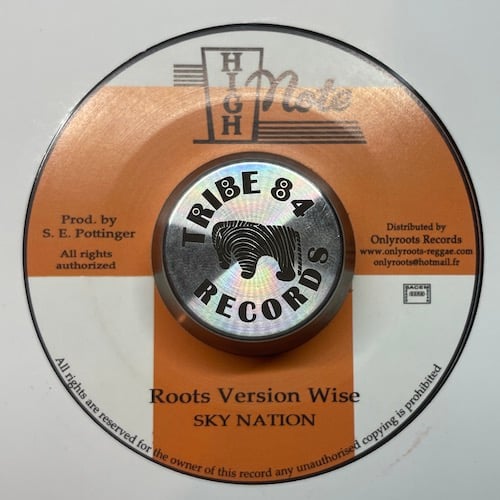 HIGH
Note
TRIBE 84
RECORDS
Prod. by
S. E. Pottinger
All rights
authorized
Distributed by
Onlyroots Records
www.onlyroots-reggae.com
onlyroots@hotmail.fr
SACEM
Roots Version Wise
SKY NATION
All rights are reserved for the owner of this record any unauthorised copying is prohibited